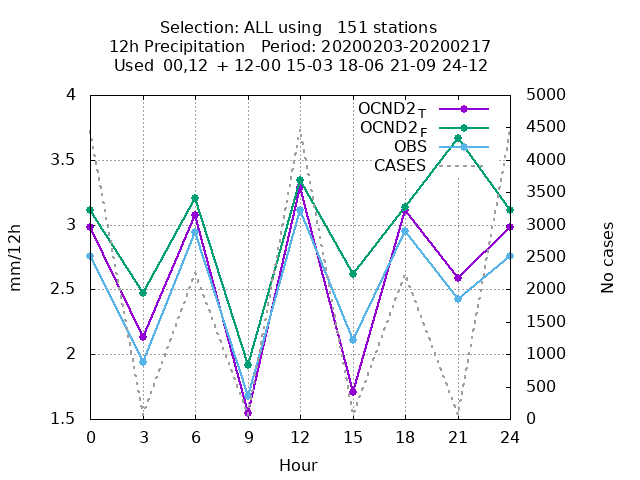 Selection: ALL using 151 stations
12h Precipitation Period: 20200203-20200217
Used 00,12 + 12-00 15-03 18-06 21-09 24-12
4 5000
OCND2T
4500
OCND2F
OBS
3.5 CASES 4000
3500
3 3000
2.5 2500
2000
1500
2 1000
500
1.5 0
mm/12h
No cases
0 3 6 9 12 15 18 21 24
Hour